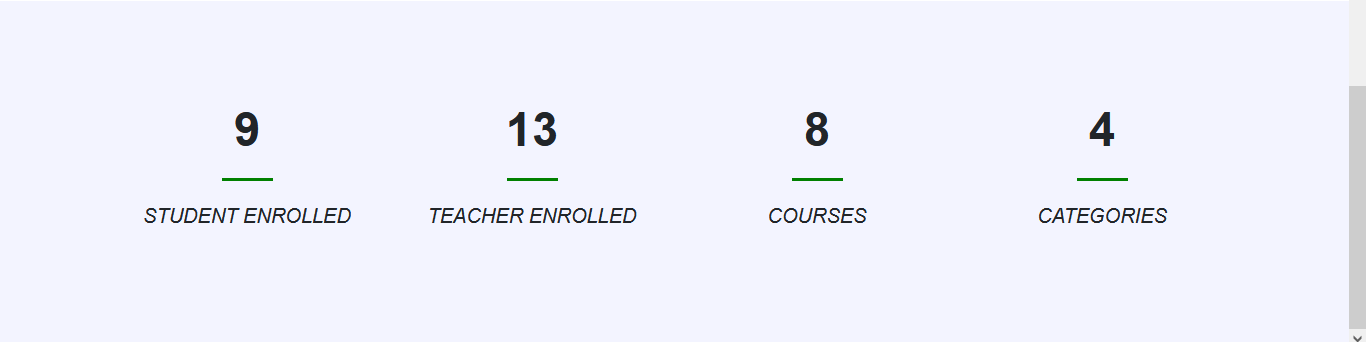 9 13 8 4
STUDENT ENROLLED TEACHER ENROLLED COURSES CATEGORIES